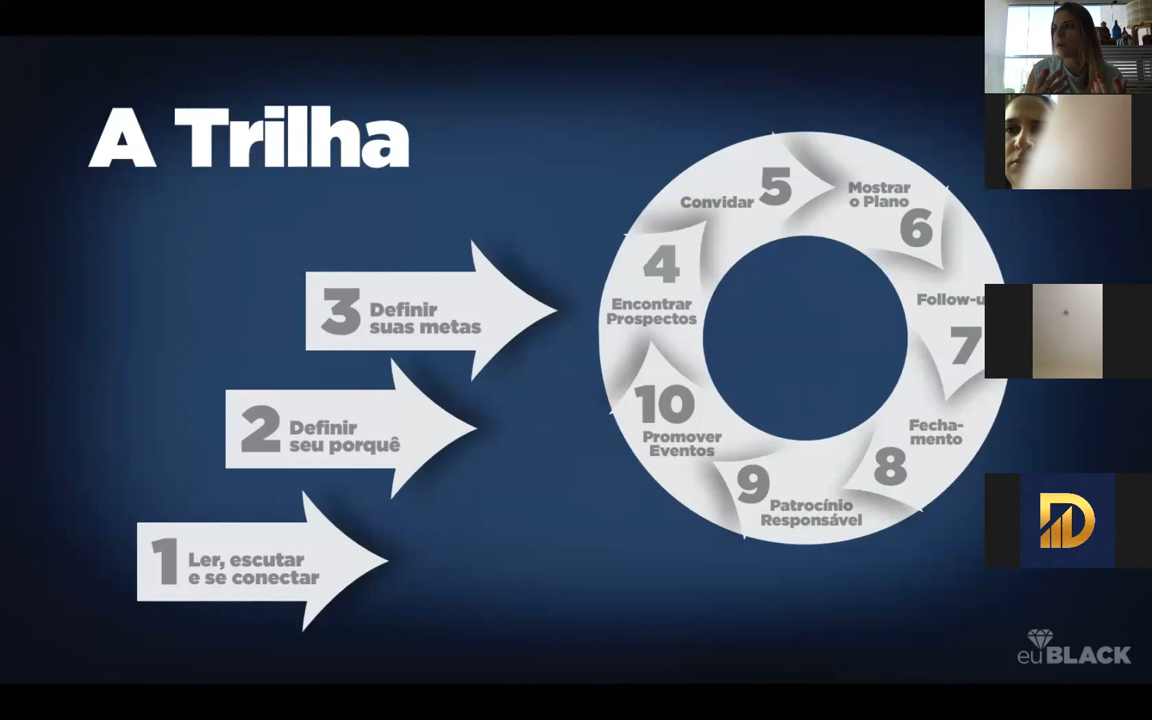 A Trilha
3
Definir
suas metas
2
Definir
seu porquê
1
Ler, escutar
e se conectar
4
Encontrar
Prospectos
Convidar
5
Mostrar
o Plano
6
Follow-u
7
Fecha-
mento
8
9
Patrocínio
Responsável
10
Promover
Eventos
D
euBLACK